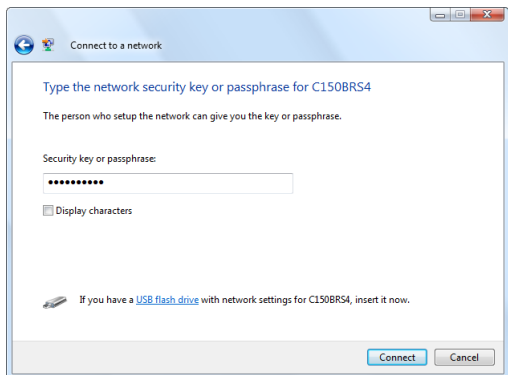 Connect to a network
Type the network security key or passphrase for C150BRS4
The person who setup the network can give you the key or passphrase.
Security key or passphrase:
●●●●●●●●●●
Display characters
If you have a USB flash drive with network settings for C150BRS4, insert it now.
Connect Cancel